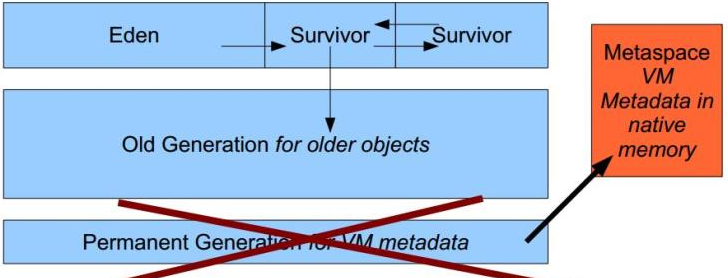 Eden
Survivor
Survivor
Metaspace
VM
Metadata in
native
memory
Old Generation for older objects
Permanent Generation for VM metadata